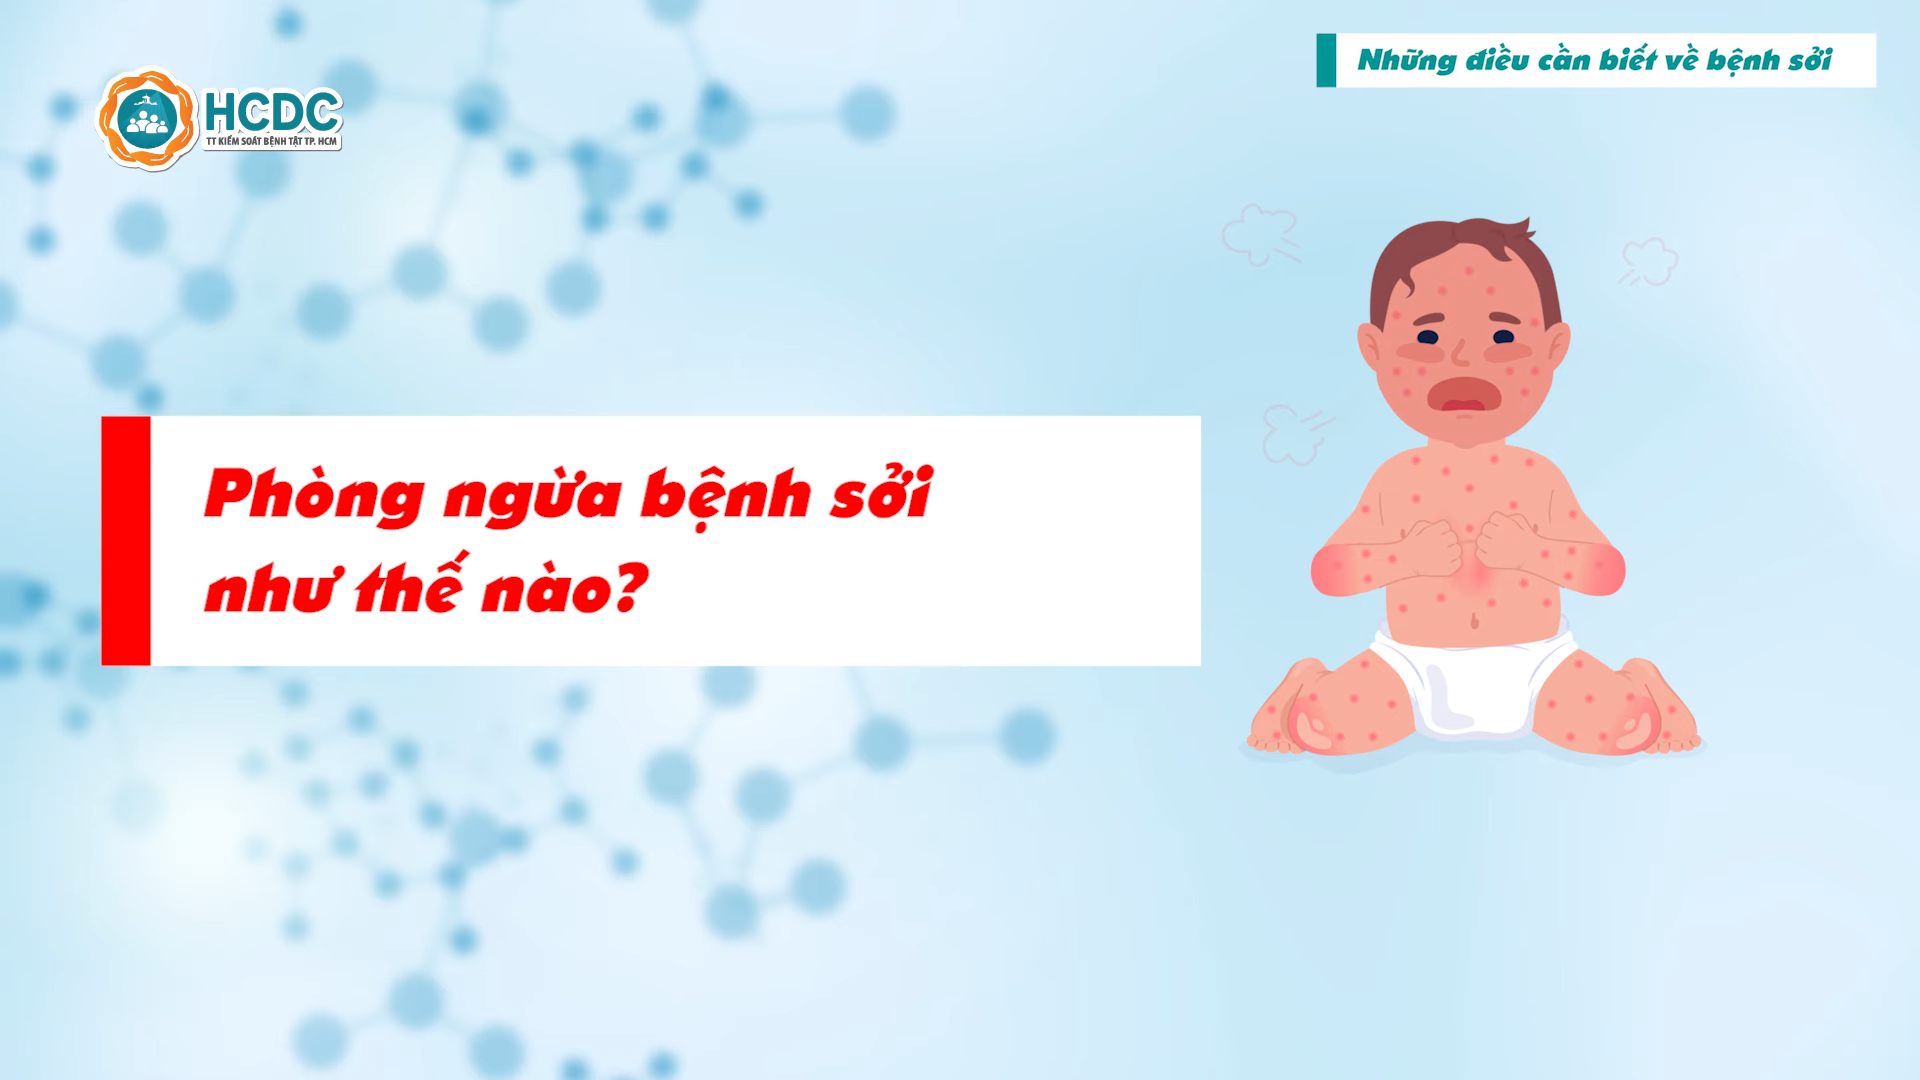 HCDC
TT KIỂM SOÁT BỆNH TẬT TP. HCM
Những điều cần biết về bệnh sởi
Phòng ngừa bệnh sởi
như thế nào?